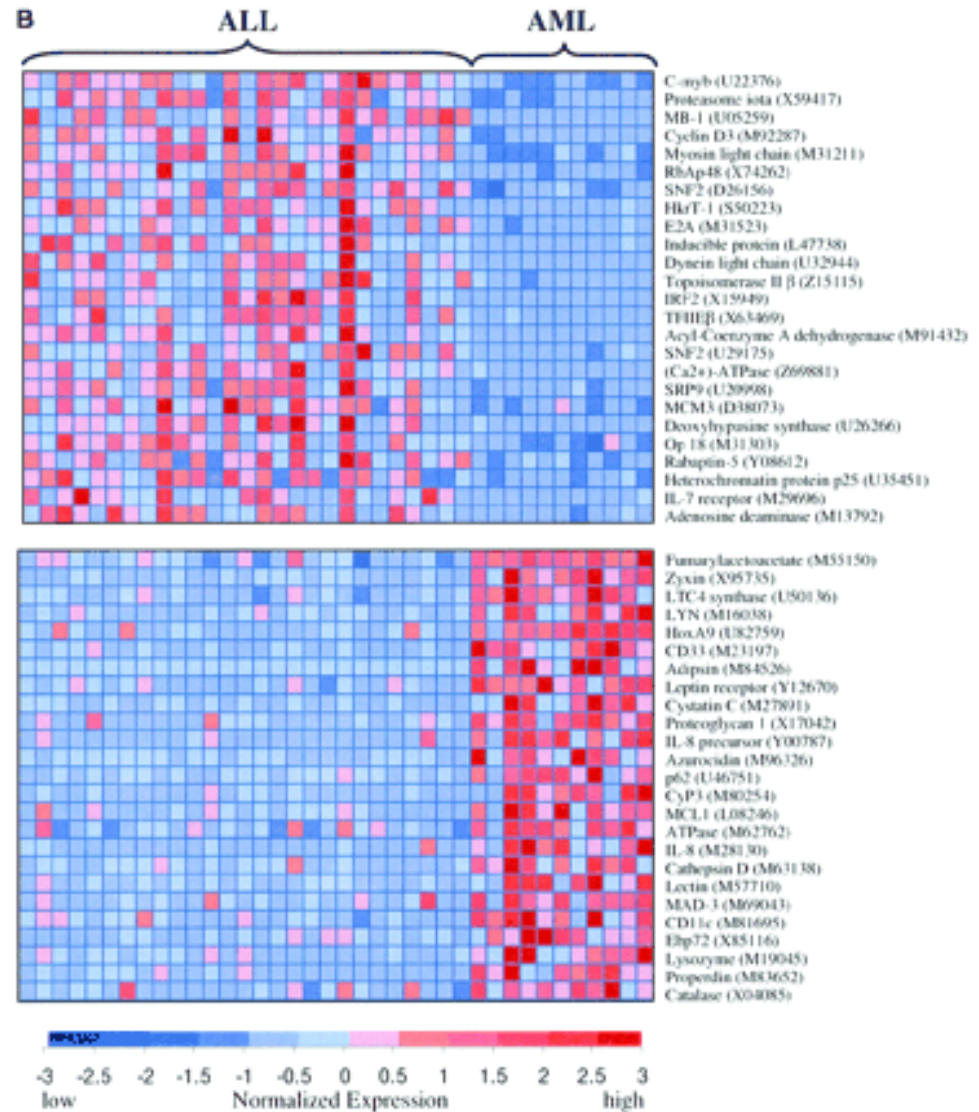 B
ALL AML
C-myb (U22376)
Proteasome iota (X59417)
MB-1 (U05259)
Cyclin D3 (M92287)
Myosin light chain (M31211)
RbAp48 (X74262)
SNF2 (D26156)
HkrT-1 (S50223)
E2A (M31523)
Inducible protein (L47738)
Dynein light chain (U32944)
Topoisomerase II β (Z15115)
IRF2 (X15949)
TFIIEβ (X63469)
Acyl-Coenzyme A dehydrogenase (M91432)
SNF2 (U29175)
(Ca2+)-ATPase (Z69881)
SRP9 (U20998)
MCM3 (D38073)
Deoxyhypusine synthase (U26266)
Op 18 (M31303)
Rabaptin-5 (Y08612)
Heterochromatin protein p25 (U35451)
IL-7 receptor (M29696)
Adenosine deaminase (M13792)
Fumarylacetoacetate (M55150)
Zyxin (X95735)
LTC4 synthase (U50136)
LYN (M16038)
HoxA9 (U82759)
CD33 (M23197)
Adipsin (M84526)
Leptin receptor (Y12670)
Cystatin C (M27891)
Proteoglycan 1 (X17042)
IL-8 precursor (Y00787)
Azurocidin (M96326)
p62 (U46751)
CyP3 (M80254)
MCL1 (L08246)
ATPase (M62762)
IL-8 (M28130)
Cathepsin D (M63138)
Lectin (M57710)
MAD-3 (M69043)
CD11c (M81695)
Ebp72 (X85116)
Lysozyme (M19045)
Properdin (M83652)
Catalase (X04085)
-3 -2.5 -2 -1.5 -1 -0.5 0 0.5 1 1.5 2 2.5 3
low Normalized Expression high